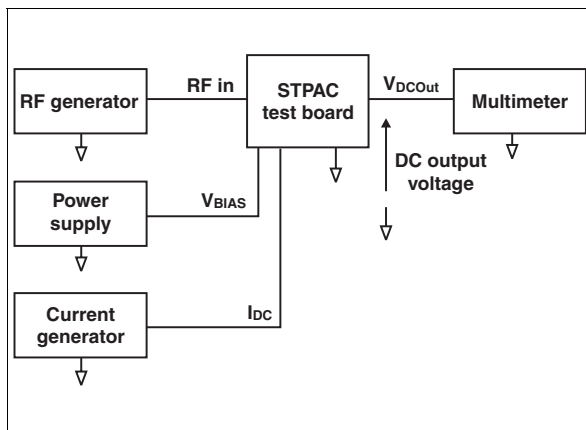 RF generator
RF in
STPAC
test board
VDCOut
Multimeter
DC output
voltage
Power
supply
VBIAS
Current
generator
IDC